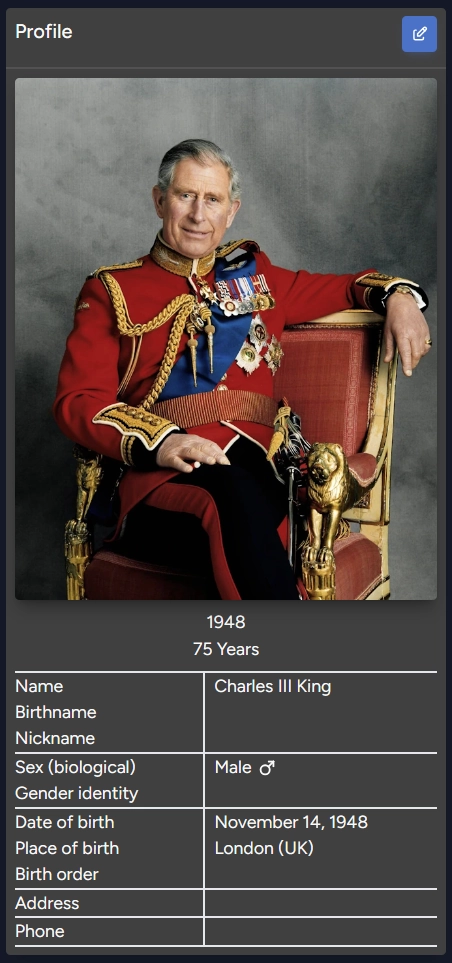 Profile
1948
75 Years
Name Charles III King
Birthname
Nickname
Sex (biological) Male ♂
Gender identity
Date of birth November 14, 1948
Place of birth London (UK)
Birth order
Address
Phone